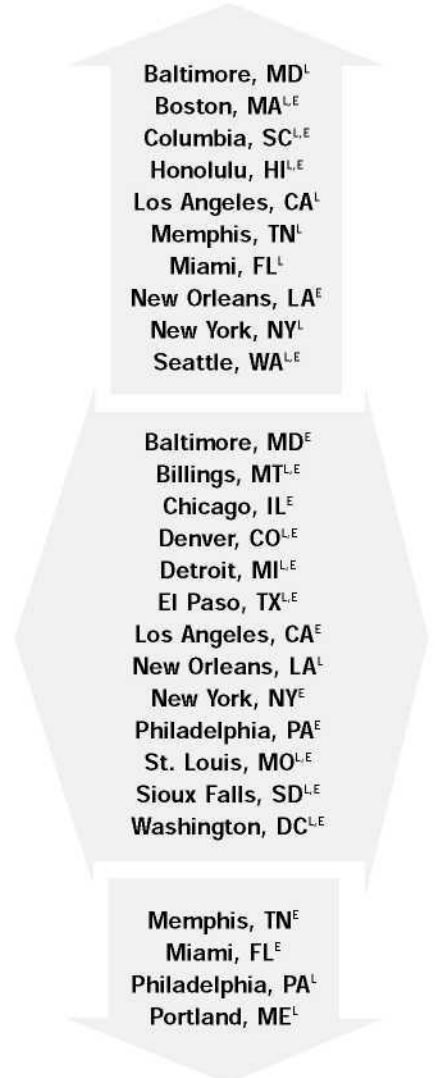 Baltimore, MD^L
Boston, MA^L,E
Columbia, SC^L,E
Honolulu, HI^L,E
Los Angeles, CA^L
Memphis, TN^L
Miami, FL^L
New Orleans, LA^E
New York, NY^L
Seattle, WA^L,E
Baltimore, MD^E
Billings, MT^L,E
Chicago, IL^E
Denver, CO^L,E
Detroit, MI^L,E
El Paso, TX^L,E
Los Angeles, CA^E
New Orleans, LA^L
New York, NY^E
Philadelphia, PA^E
St. Louis, MO^L,E
Sioux Falls, SD^L,E
Washington, DC^L,E
Memphis, TN^E
Miami, FL^E
Philadelphia, PA^L
Portland, ME^L